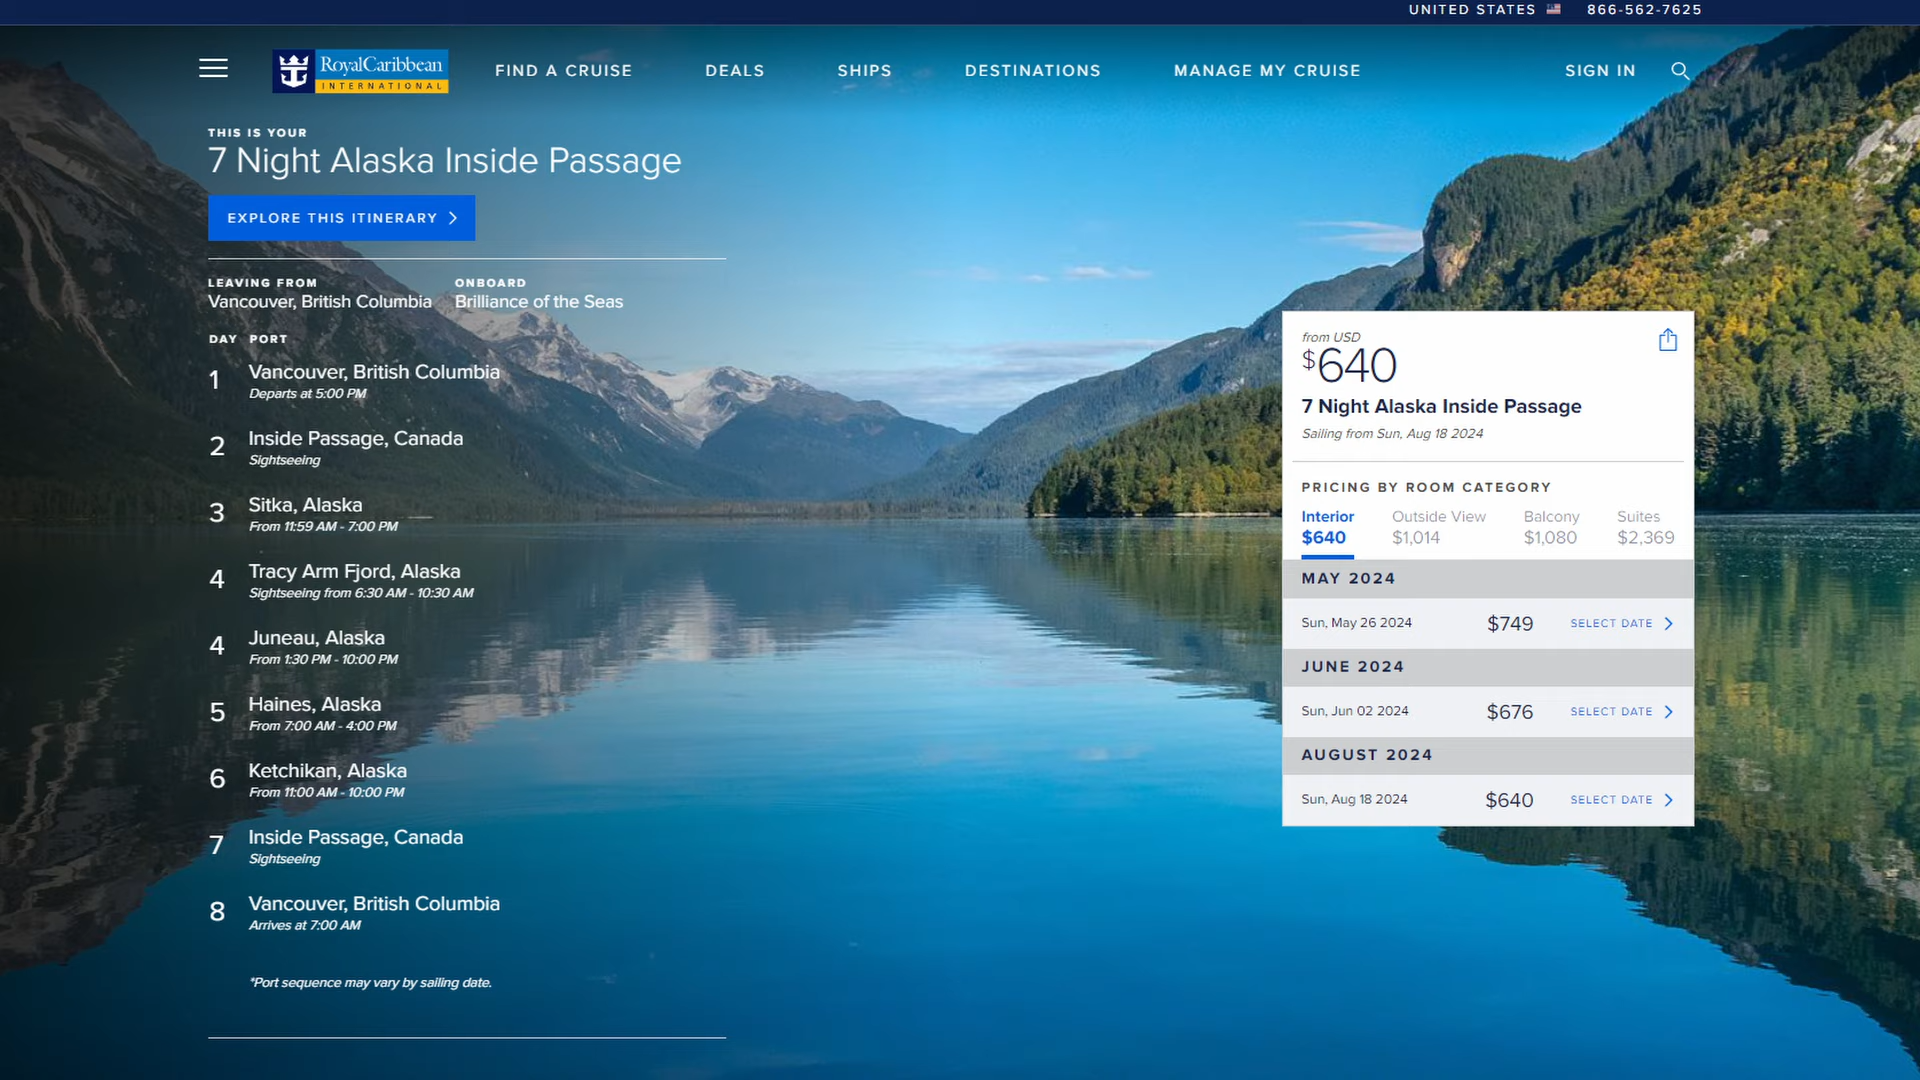 UNITED STATES 866-562-7625
RoyalCaribbean
INTERNATIONAL
FIND A CRUISE DEALS SHIPS DESTINATIONS MANAGE MY CRUISE SIGN IN
THIS IS YOUR
7 Night Alaska Inside Passage
EXPLORE THIS ITINERARY
LEAVING FROM ONBOARD
Vancouver, British Columbia Brilliance of the Seas
DAY PORT
1 Vancouver, British Columbia
Departs at 5:00 PM
2 Inside Passage, Canada
Sightseeing
3 Sitka, Alaska
From 11:59 AM - 7:00 PM
4 Tracy Arm Fjord, Alaska
Sightseeing from 6:30 AM - 10:30 AM
4 Juneau, Alaska
From 1:30 PM - 10:00 PM
5 Haines, Alaska
From 7:00 AM - 4:00 PM
6 Ketchikan, Alaska
From 11:00 AM - 10:00 PM
7 Inside Passage, Canada
Sightseeing
8 Vancouver, British Columbia
Arrives at 7:00 AM
*Port sequence may vary by sailing date.
from USD
$640
7 Night Alaska Inside Passage
Sailing from Sun, Aug 18 2024
PRICING BY ROOM CATEGORY
Interior Outside View Balcony Suites
$640 $1,014 $1,080 $2,369
MAY 2024
Sun, May 26 2024 $749 SELECT DATE
JUNE 2024
Sun, Jun 02 2024 $676 SELECT DATE
AUGUST 2024
Sun, Aug 18 2024 $640 SELECT DATE